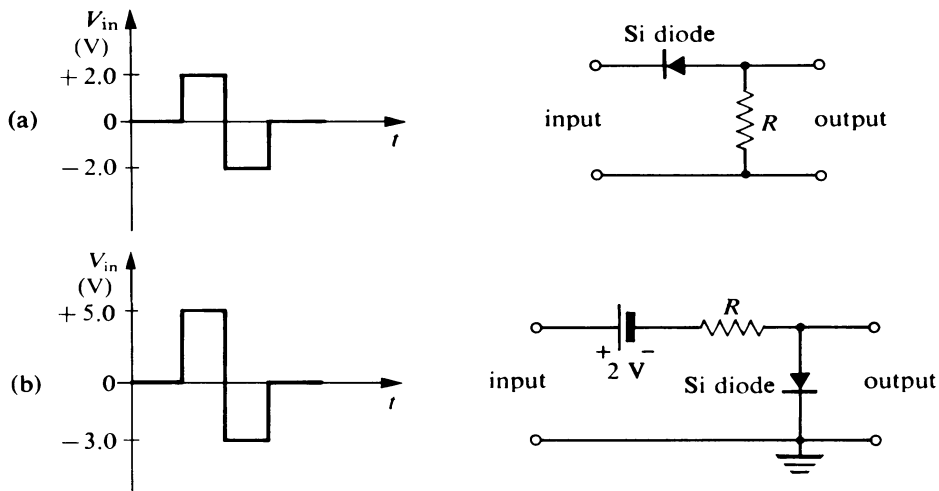 V_in
(V)
+ 2.0
0
− 2.0
t
(a)
Si diode
input
R
output
V_in
(V)
+ 5.0
0
− 3.0
t
(b)
R
+ −
2 V
input
Si diode
output